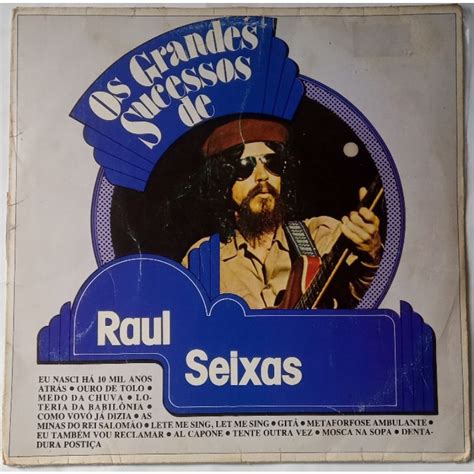 Os Grandes
Sucessos
de
Raul
Seixas
EU NASCI HÁ 10 MIL ANOS
ATRÁS • OURO DE TOLO •
MEDO DA CHUVA • LO-
TERIA DA BABILÔNIA •
COMO VOVÓ JÁ DIZIA • AS
MINAS DO REI SALOMÃO • LETE ME SING, LET ME SING • GITÁ • METAFORFOSE AMBULANTE •
EU TAMBÉM VOU RECLAMAR • AL CAPONE • TENTE OUTRA VEZ • MOSCA NA SOPA • DENTA-
DURA POSTIÇA